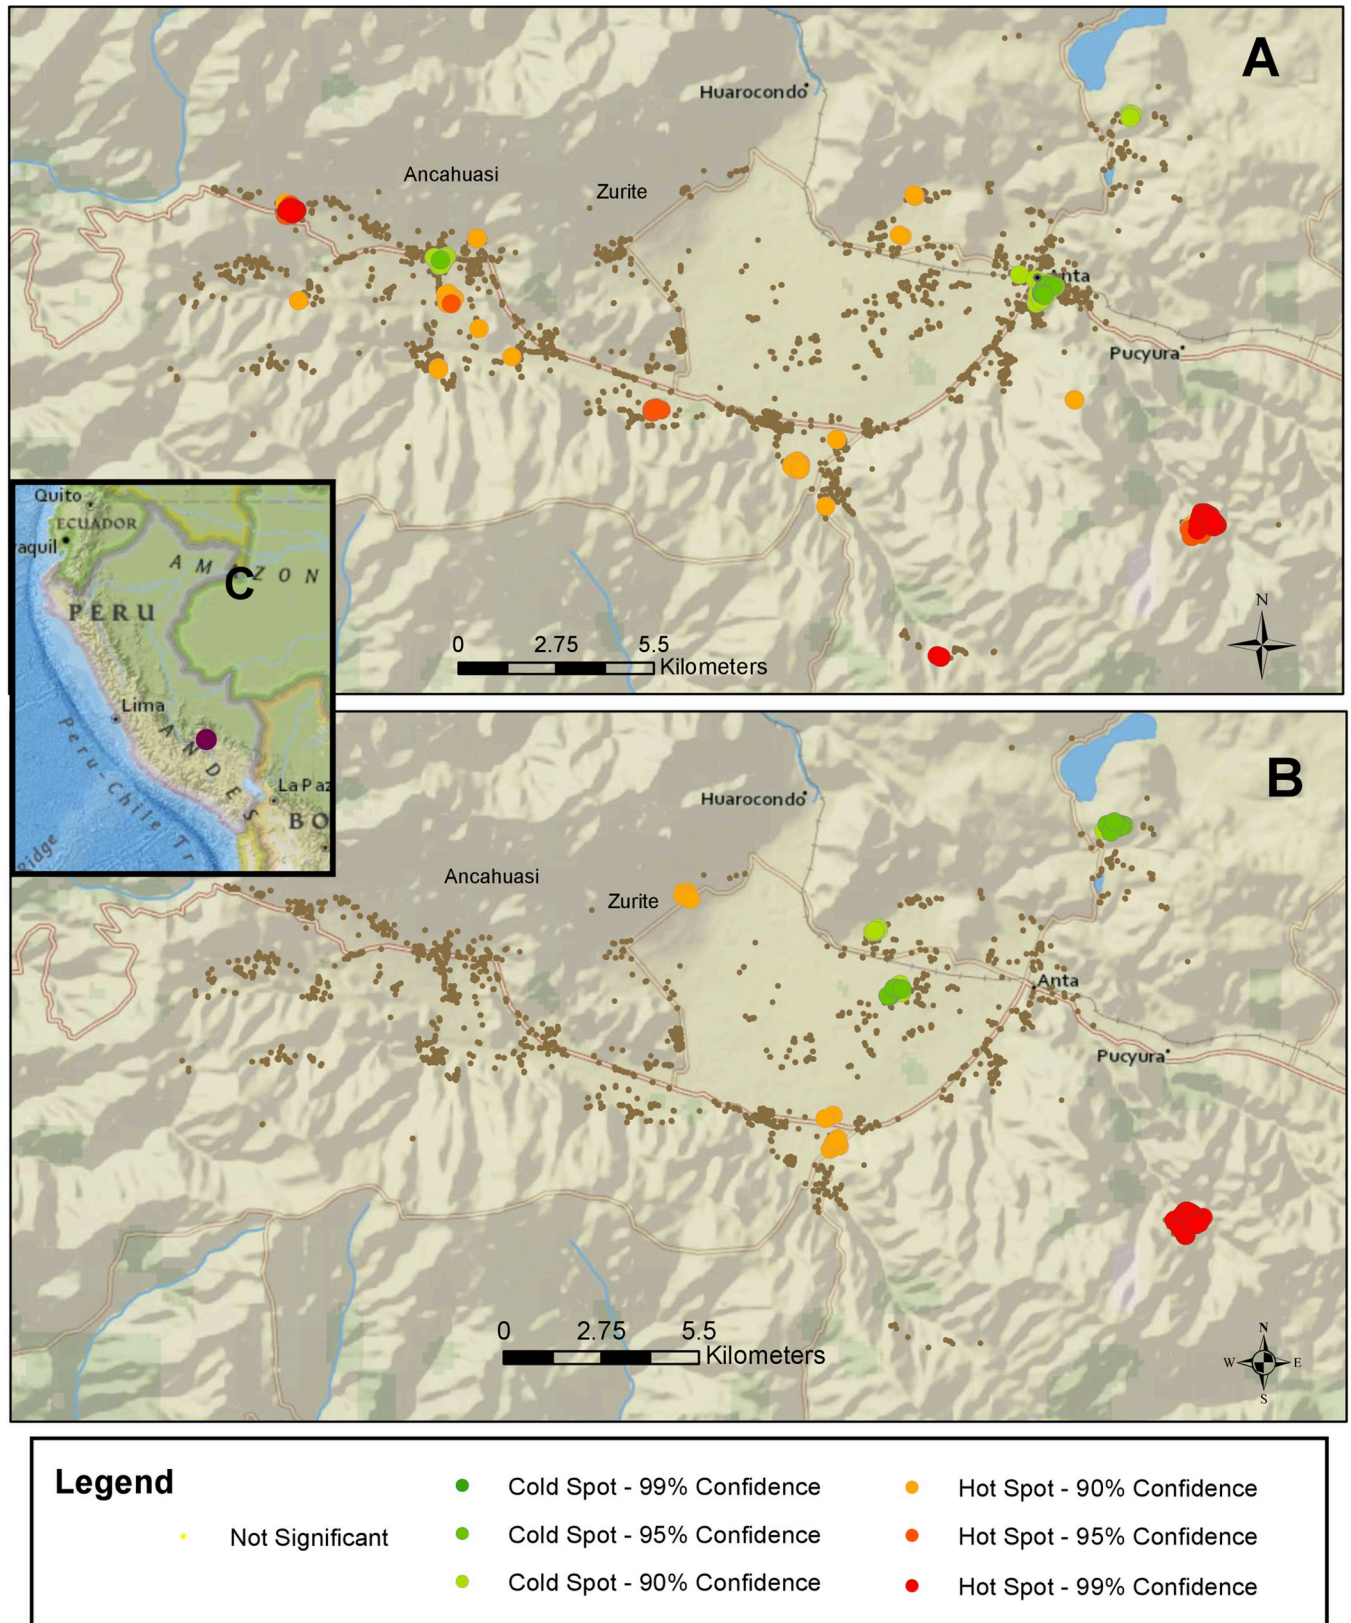 A
Huarocondo
Ancahuasi
Zurite
Anta
Pucyura
N
0 2.75 5.5
Kilometers
Quito
ECUADOR
aquil
AMAZON
C
PERU
Lima
ANDES
Peru-Chile Tr
La Paz
BO
Ridge
B
Huarocondo
Ancahuasi
Zurite
Anta
Pucyura
0 2.75 5.5
Kilometers
N
W E
S
Legend
Not Significant
Cold Spot - 99% Confidence
Cold Spot - 95% Confidence
Cold Spot - 90% Confidence
Hot Spot - 90% Confidence
Hot Spot - 95% Confidence
Hot Spot - 99% Confidence